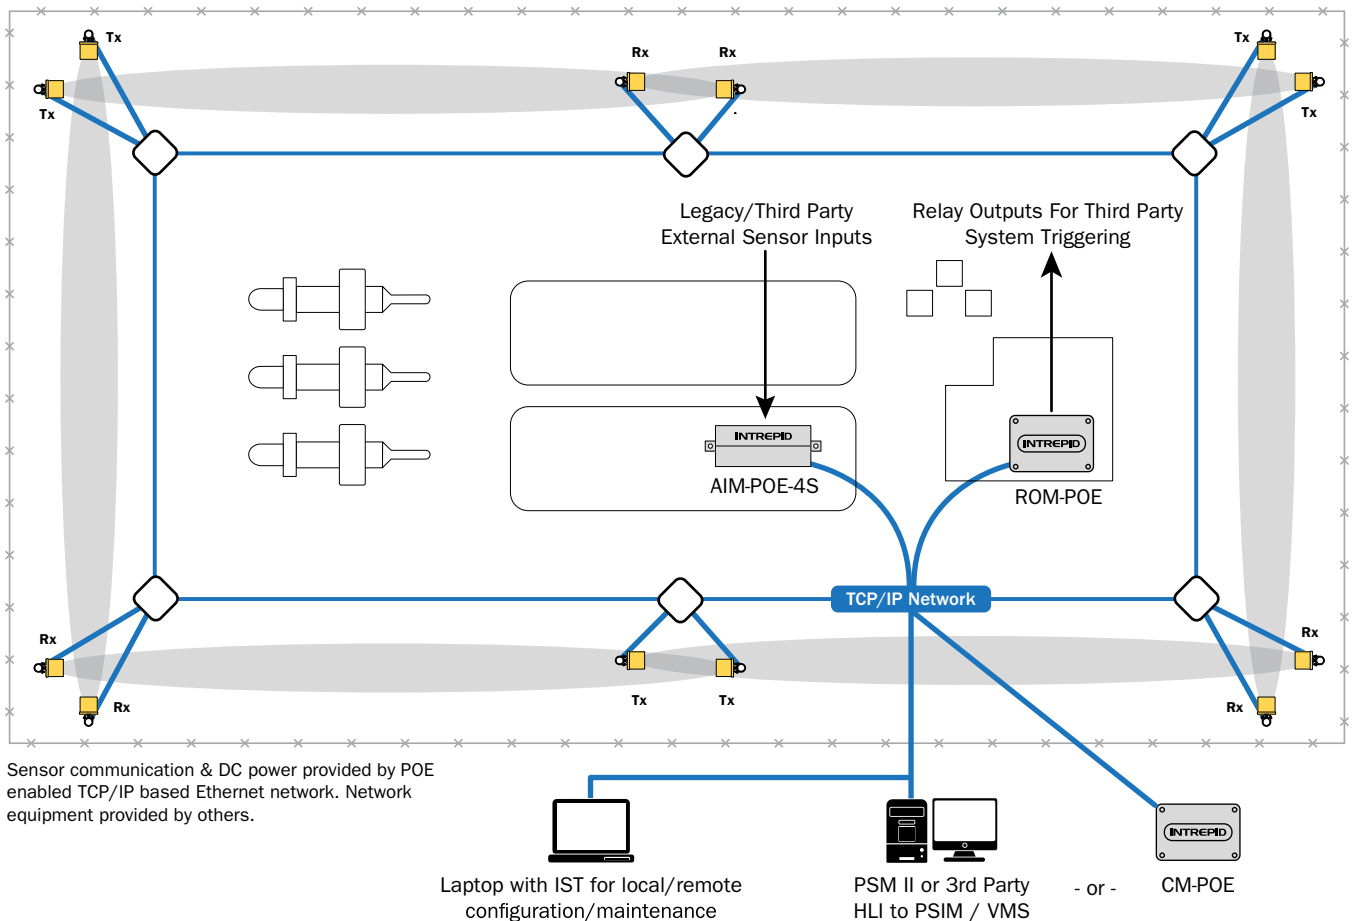 Tx
Rx
Rx
Tx
Tx
Tx
Legacy/Third Party
External Sensor Inputs
Relay Outputs For Third Party
System Triggering
INTREPID
AIM-POE-4S
INTREPID
ROM-POE
TCP/IP Network
Rx
Rx
Tx
Tx
Rx
Rx
Sensor communication & DC power provided by POE
enabled TCP/IP based Ethernet network. Network
equipment provided by others.
INTREPID
Laptop with IST for local/remote
configuration/maintenance
PSM II or 3rd Party
HLI to PSIM / VMS
- or -
CM-POE